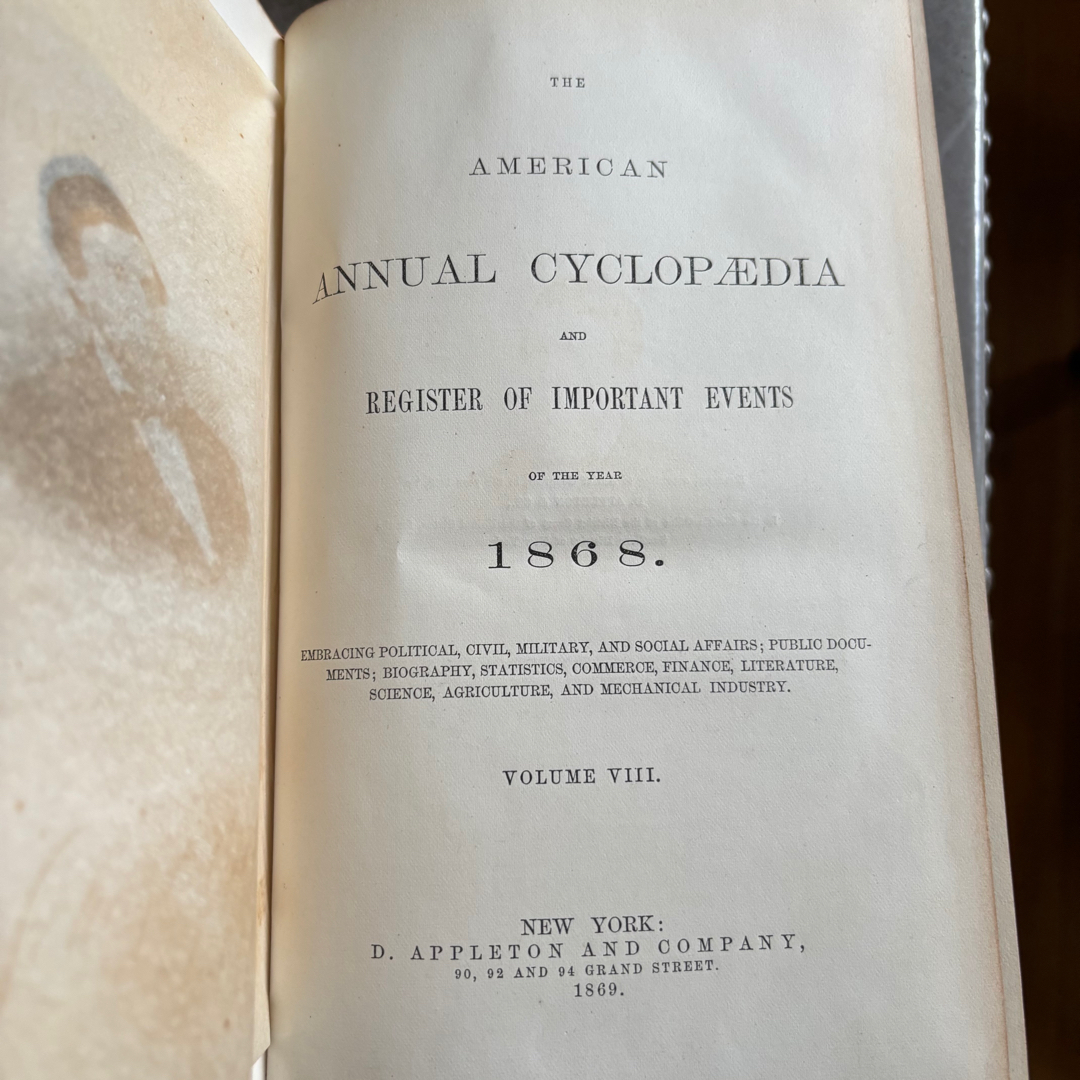 THE
AMERICAN
ANNUAL CYCLOPÆDIA
AND
REGISTER OF IMPORTANT EVENTS
OF THE YEAR
1868.
EMBRACING POLITICAL, CIVIL, MILITARY, AND SOCIAL AFFAIRS; PUBLIC DOCU-
MENTS; BIOGRAPHY, STATISTICS, COMMERCE, FINANCE, LITERATURE,
SCIENCE, AGRICULTURE, AND MECHANICAL INDUSTRY.
VOLUME VIII.
NEW YORK:
D. APPLETON AND COMPANY,
90, 92 AND 94 GRAND STREET.
1869.